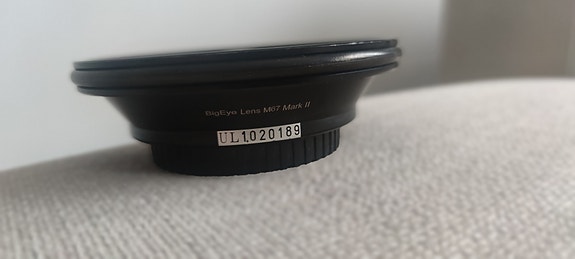 BigEye Lens M67 Mark II
UL1020189